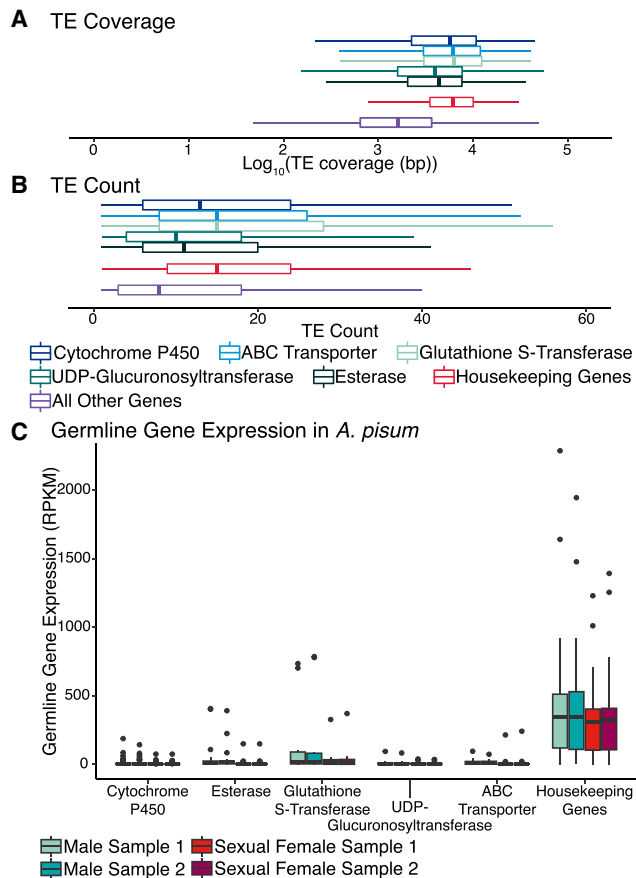 A TE Coverage
0 1 2 3 4 5
Log10(TE coverage (bp))
B TE Count
0 20 40 60
TE Count
Cytochrome P450 ABC Transporter Glutathione S-Transferase
UDP-Glucuronosyltransferase Esterase Housekeeping Genes
All Other Genes
C Germline Gene Expression in A. pisum
Germline Gene Expression (RPKM)
2000
1500
1000
500
0
Cytochrome P450
Esterase
Glutathione S-Transferase
UDP-Glucuronosyltransferase
ABC Transporter
Housekeeping Genes
Male Sample 1 Sexual Female Sample 1
Male Sample 2 Sexual Female Sample 2